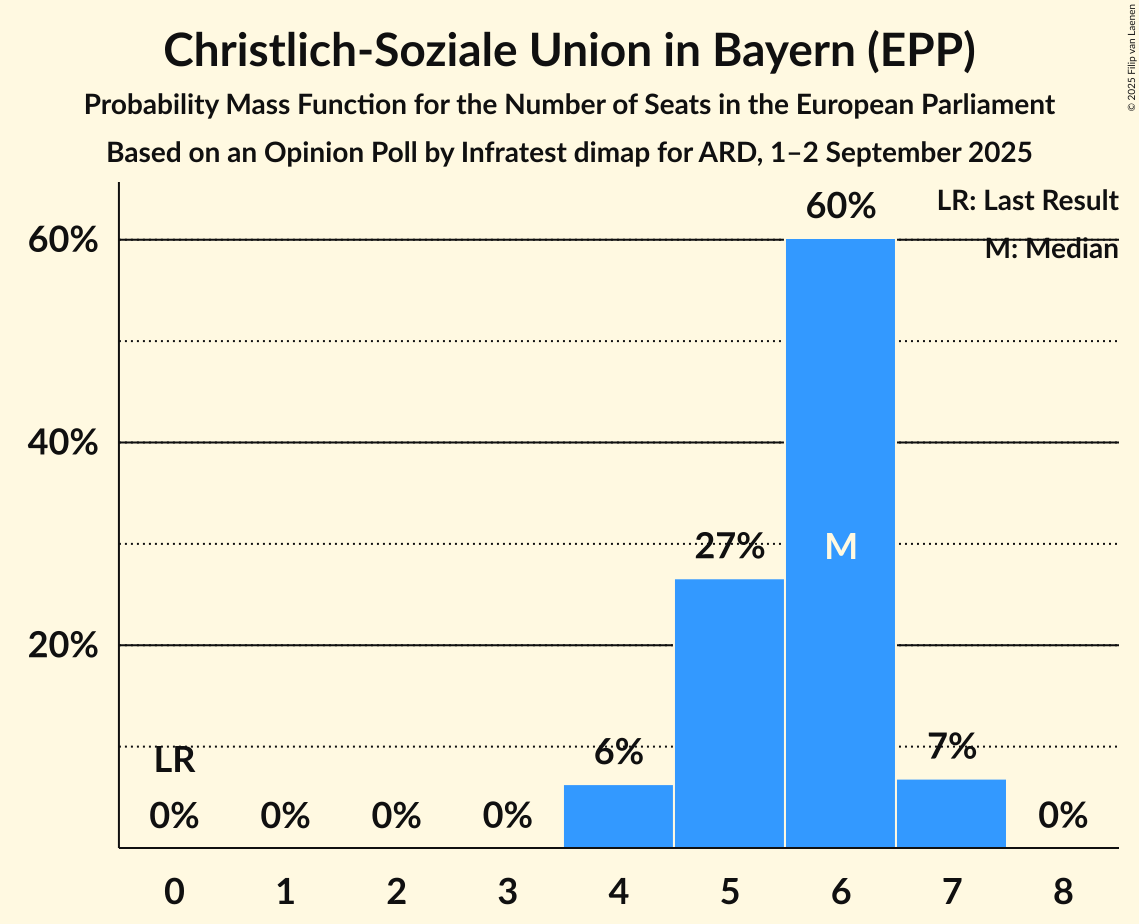 Christlich-Soziale Union in Bayern (EPP)
Probability Mass Function for the Number of Seats in the European Parliament
Based on an Opinion Poll by Infratest dimap for ARD, 1–2 September 2025
© 2025 Filip van Laenen
LR: Last Result
M: Median
60%
60%
40%
27%
M
20%
LR
6%
7%
0%
0%
0%
0%
0%
0 1 2 3 4 5 6 7 8